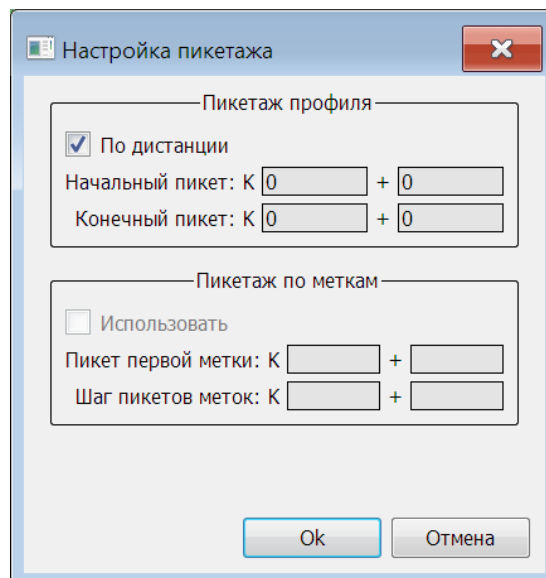 Настройка пикетажа
Пикетаж профиля
По дистанции
Начальный пикет: К 0 + 0
Конечный пикет: К 0 + 0
Пикетаж по меткам
Использовать
Пикет первой метки: К +
Шаг пикетов меток: К +
Ok Отмена